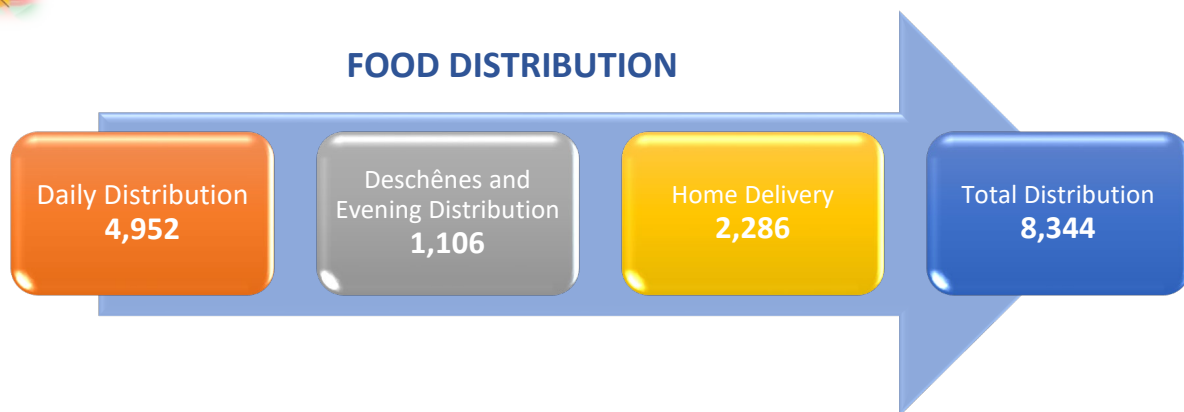 FOOD DISTRIBUTION
Daily Distribution
4,952
Deschênes and
Evening Distribution
1,106
Home Delivery
2,286
Total Distribution
8,344